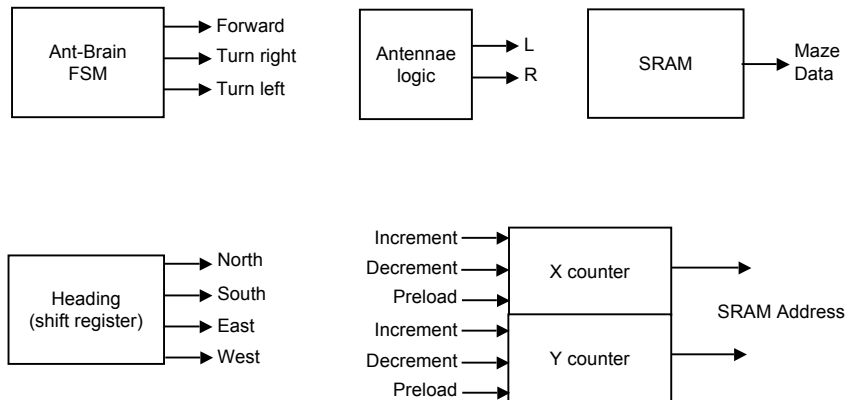 Ant-Brain
FSM
Forward
Turn right
Turn left
Antennae
logic
L
R
SRAM
Maze
Data
Heading
(shift register)
North
South
East
West
Increment
Decrement
Preload
X counter
Increment
Decrement
Preload
Y counter
SRAM Address